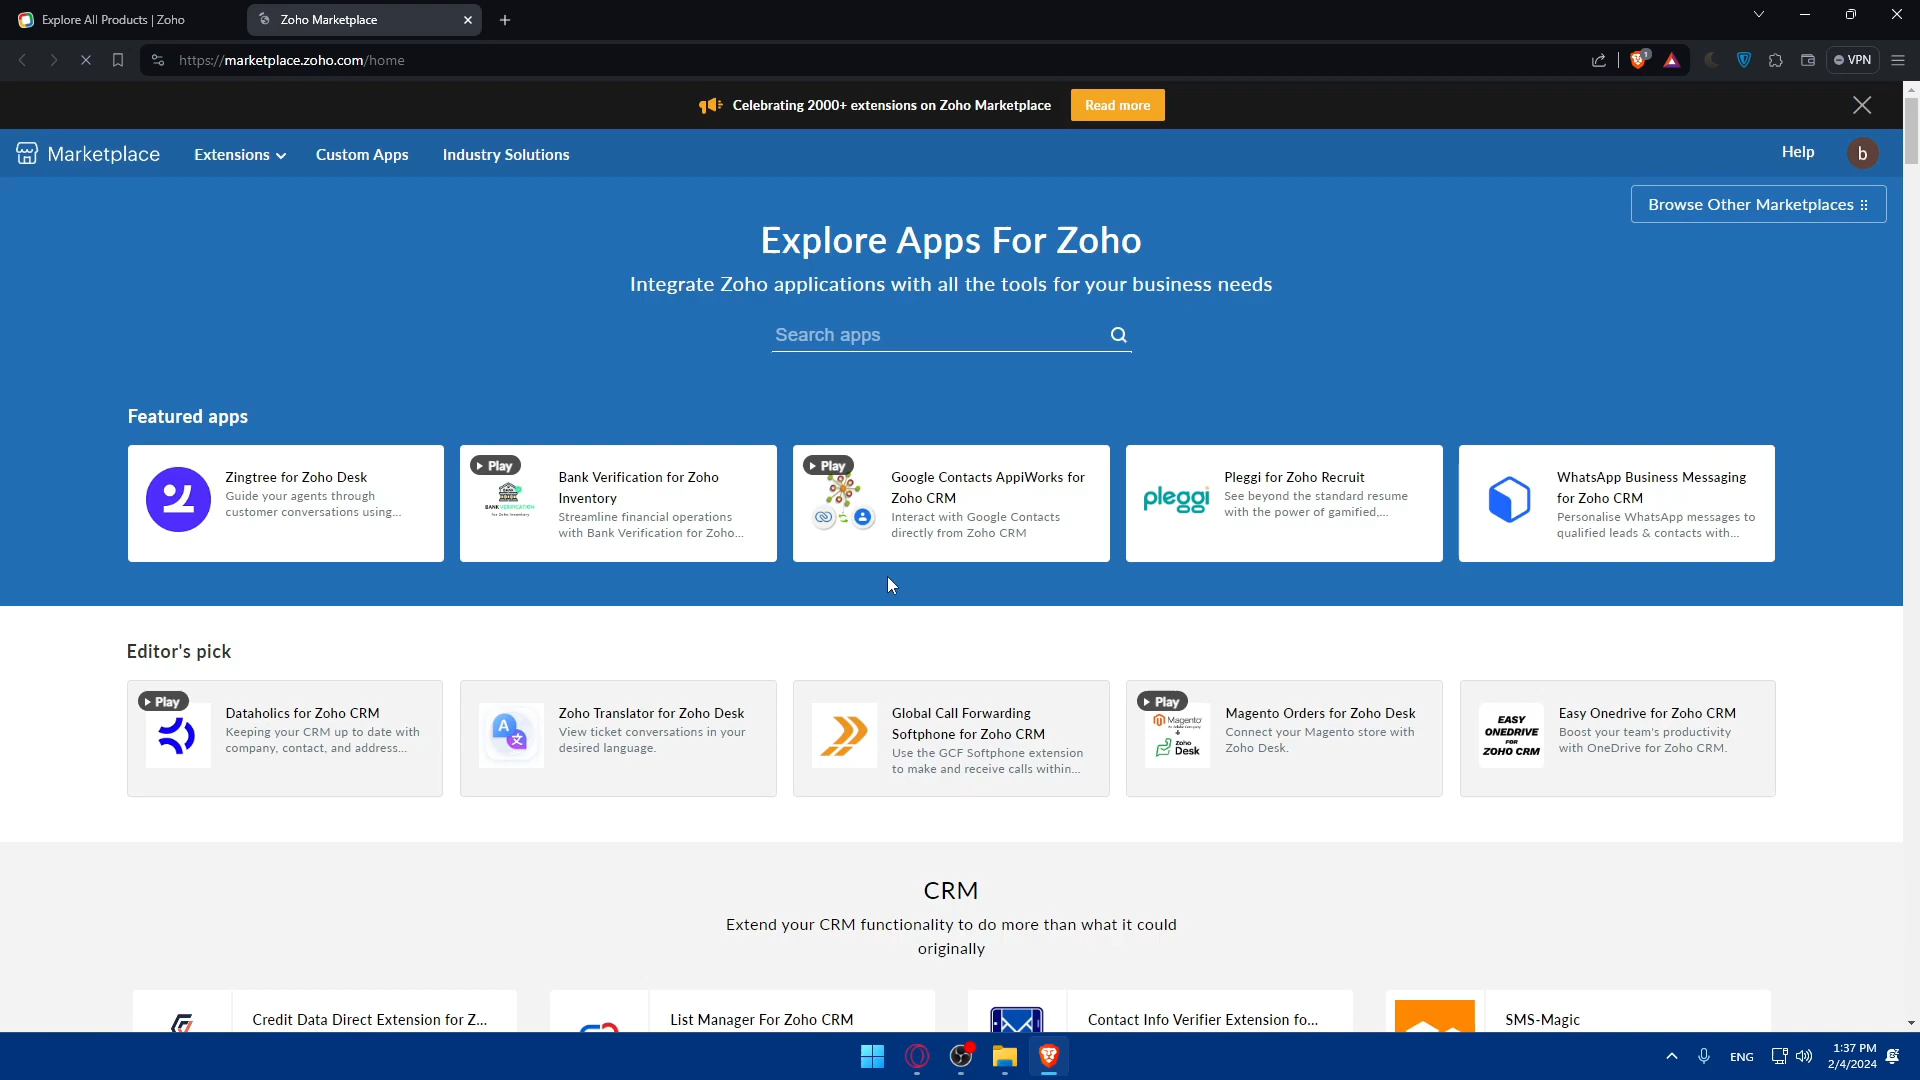 Explore All Products | Zoho
Zoho Marketplace
https://marketplace.zoho.com/home
1
VPN
Celebrating 2000+ extensions on Zoho Marketplace
Read more
Marketplace
Extensions
Custom Apps
Industry Solutions
Help
b
Browse Other Marketplaces
Explore Apps For Zoho
Integrate Zoho applications with all the tools for your business needs
Search apps
Featured apps
Zingtree for Zoho Desk
Guide your agents through
customer conversations using...
Play
BANK VERIFICATION
for Zoho Inventory
Bank Verification for Zoho
Inventory
Streamline financial operations
with Bank Verification for Zoho...
Play
Google Contacts AppiWorks for
Zoho CRM
Interact with Google Contacts
directly from Zoho CRM
pleggi
Pleggi for Zoho Recruit
See beyond the standard resume
with the power of gamified,...
WhatsApp Business Messaging
for Zoho CRM
Personalise WhatsApp messages to
qualified leads & contacts with...
Editor's pick
Play
Dataholics for Zoho CRM
Keeping your CRM up to date with
company, contact, and address...
A
文
Zoho Translator for Zoho Desk
View ticket conversations in your
desired language.
Global Call Forwarding
Softphone for Zoho CRM
Use the GCF Softphone extension
to make and receive calls within...
Play
Magento
+
Zoho
Desk
Magento Orders for Zoho Desk
Connect your Magento store with
Zoho Desk.
EASY
ONEDRIVE
FOR
ZOHO CRM
Easy Onedrive for Zoho CRM
Boost your team's productivity
with OneDrive for Zoho CRM.
CRM
Extend your CRM functionality to do more than what it could
originally
Credit Data Direct Extension for Z...
List Manager For Zoho CRM
Contact Info Verifier Extension fo...
SMS-Magic
ENG
1:37 PM
2/4/2024